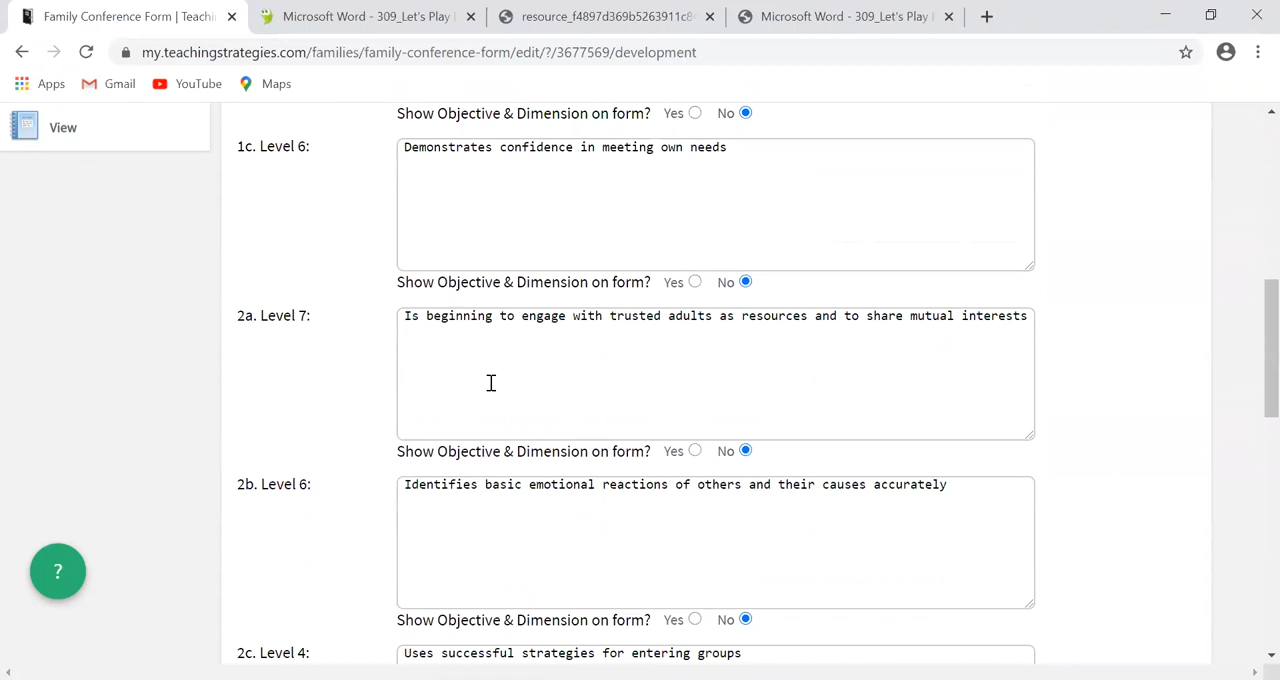 Family Conference Form | Teachi
Microsoft Word - 309_Let's Play
resource_f4897d369b5263911c8
Microsoft Word - 309_Let's Play
my.teachingstrategies.com/families/family-conference-form/edit/?/3677569/development
Apps
Gmail
YouTube
Maps
View
Show Objective & Dimension on form? Yes No
1c. Level 6:
Demonstrates confidence in meeting own needs
Show Objective & Dimension on form? Yes No
2a. Level 7:
Is beginning to engage with trusted adults as resources and to share mutual interests
Show Objective & Dimension on form? Yes No
2b. Level 6:
Identifies basic emotional reactions of others and their causes accurately
Show Objective & Dimension on form? Yes No
2c. Level 4:
Uses successful strategies for entering groups
?